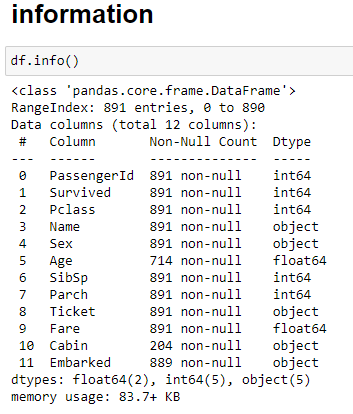 information
df.info()
<class 'pandas.core.frame.DataFrame'>
RangeIndex: 891 entries, 0 to 890
Data columns (total 12 columns):
 #   Column       Non-Null Count  Dtype
---  ------       --------------  -----
 0   PassengerId  891 non-null    int64
 1   Survived     891 non-null    int64
 2   Pclass       891 non-null    int64
 3   Name         891 non-null    object
 4   Sex          891 non-null    object
 5   Age          714 non-null    float64
 6   SibSp        891 non-null    int64
 7   Parch        891 non-null    int64
 8   Ticket       891 non-null    object
 9   Fare         891 non-null    float64
 10  Cabin        204 non-null    object
 11  Embarked     889 non-null    object
dtypes: float64(2), int64(5), object(5)
memory usage: 83.7+ KB